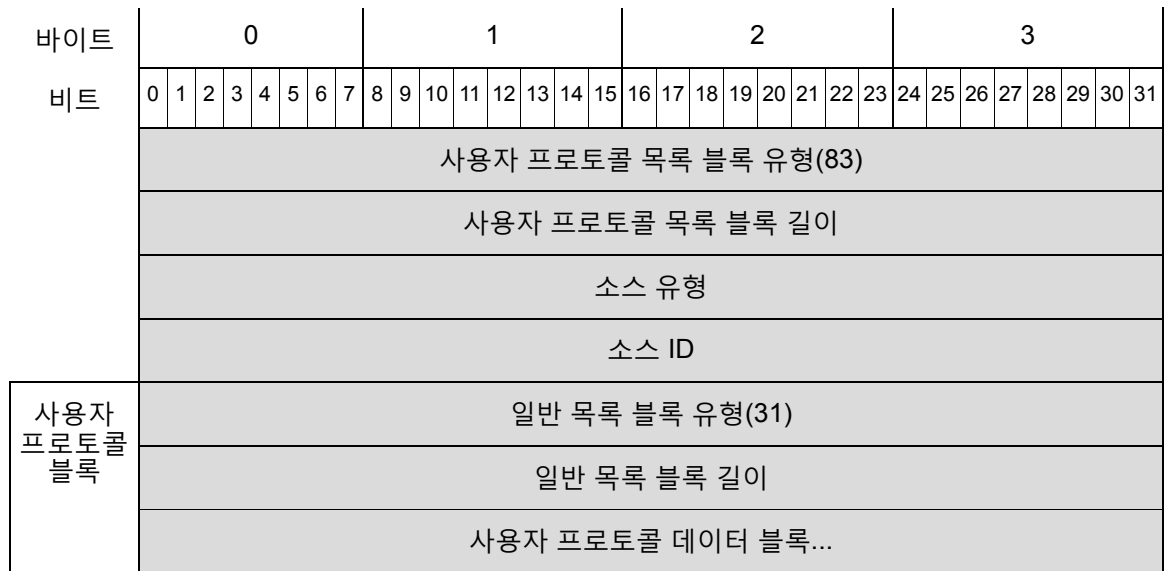 바이트 0 1 2 3
비트 0 1 2 3 4 5 6 7 8 9 10 11 12 13 14 15 16 17 18 19 20 21 22 23 24 25 26 27 28 29 30 31
사용자 프로토콜 목록 블록 유형(83)
사용자 프로토콜 목록 블록 길이
소스 유형
소스 ID
사용자
프로토콜
블록
일반 목록 블록 유형(31)
일반 목록 블록 길이
사용자 프로토콜 데이터 블록...